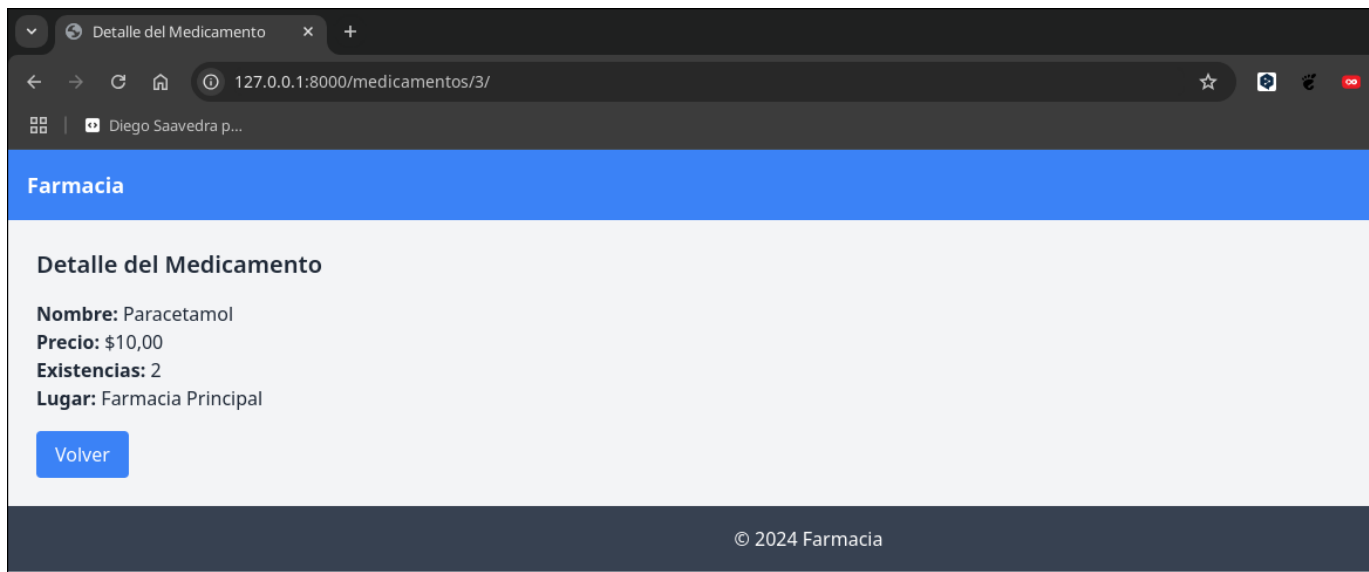 Detalle del Medicamento
127.0.0.1:8000/medicamentos/3/
Diego Saavedra p...
Farmacia
Detalle del Medicamento
Nombre: Paracetamol
Precio: $10,00
Existencias: 2
Lugar: Farmacia Principal
Volver
© 2024 Farmacia